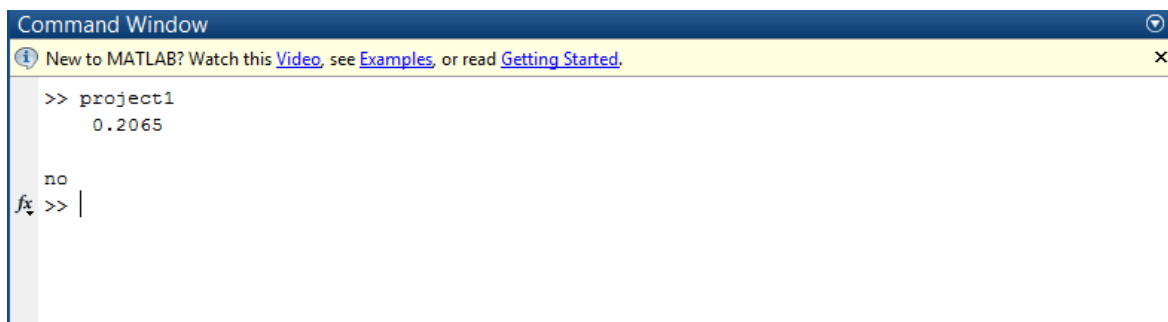 Command Window
New to MATLAB? Watch this Video, see Examples, or read Getting Started.
>> project1
0.2065
no
fx >>